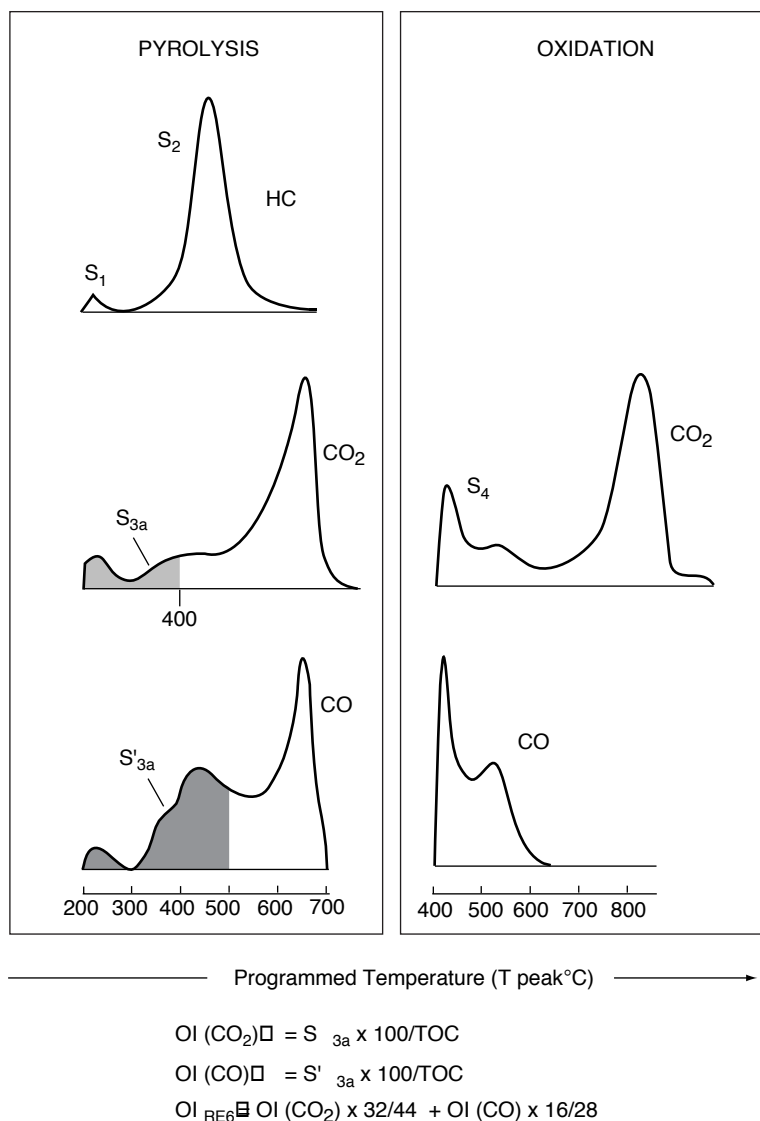 PYROLYSIS
S2
HC
S1
CO2
S3a
400
CO
S'3a
200 300 400 500 600 700
OXIDATION
CO2
S4
CO
400 500 600 700 800
Programmed Temperature (T peak°C)
OI (CO2)□ = S 3a x 100/TOC
OI (CO)□ = S' 3a x 100/TOC
OI RE6 = OI (CO2) x 32/44 + OI (CO) x 16/28